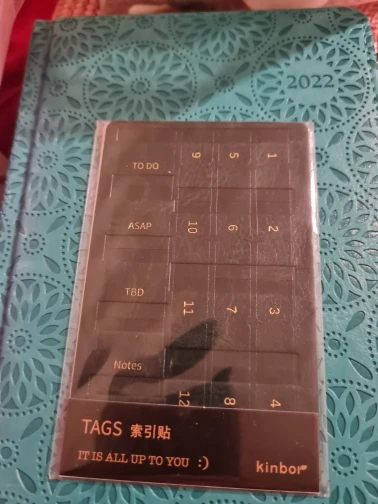 2022
TO DO
9 5 1
ASAP
10 6 2
TBD
11 7 3
Notes
12 8 4
TAGS 索引贴
IT IS ALL UP TO YOU :)
kinbor